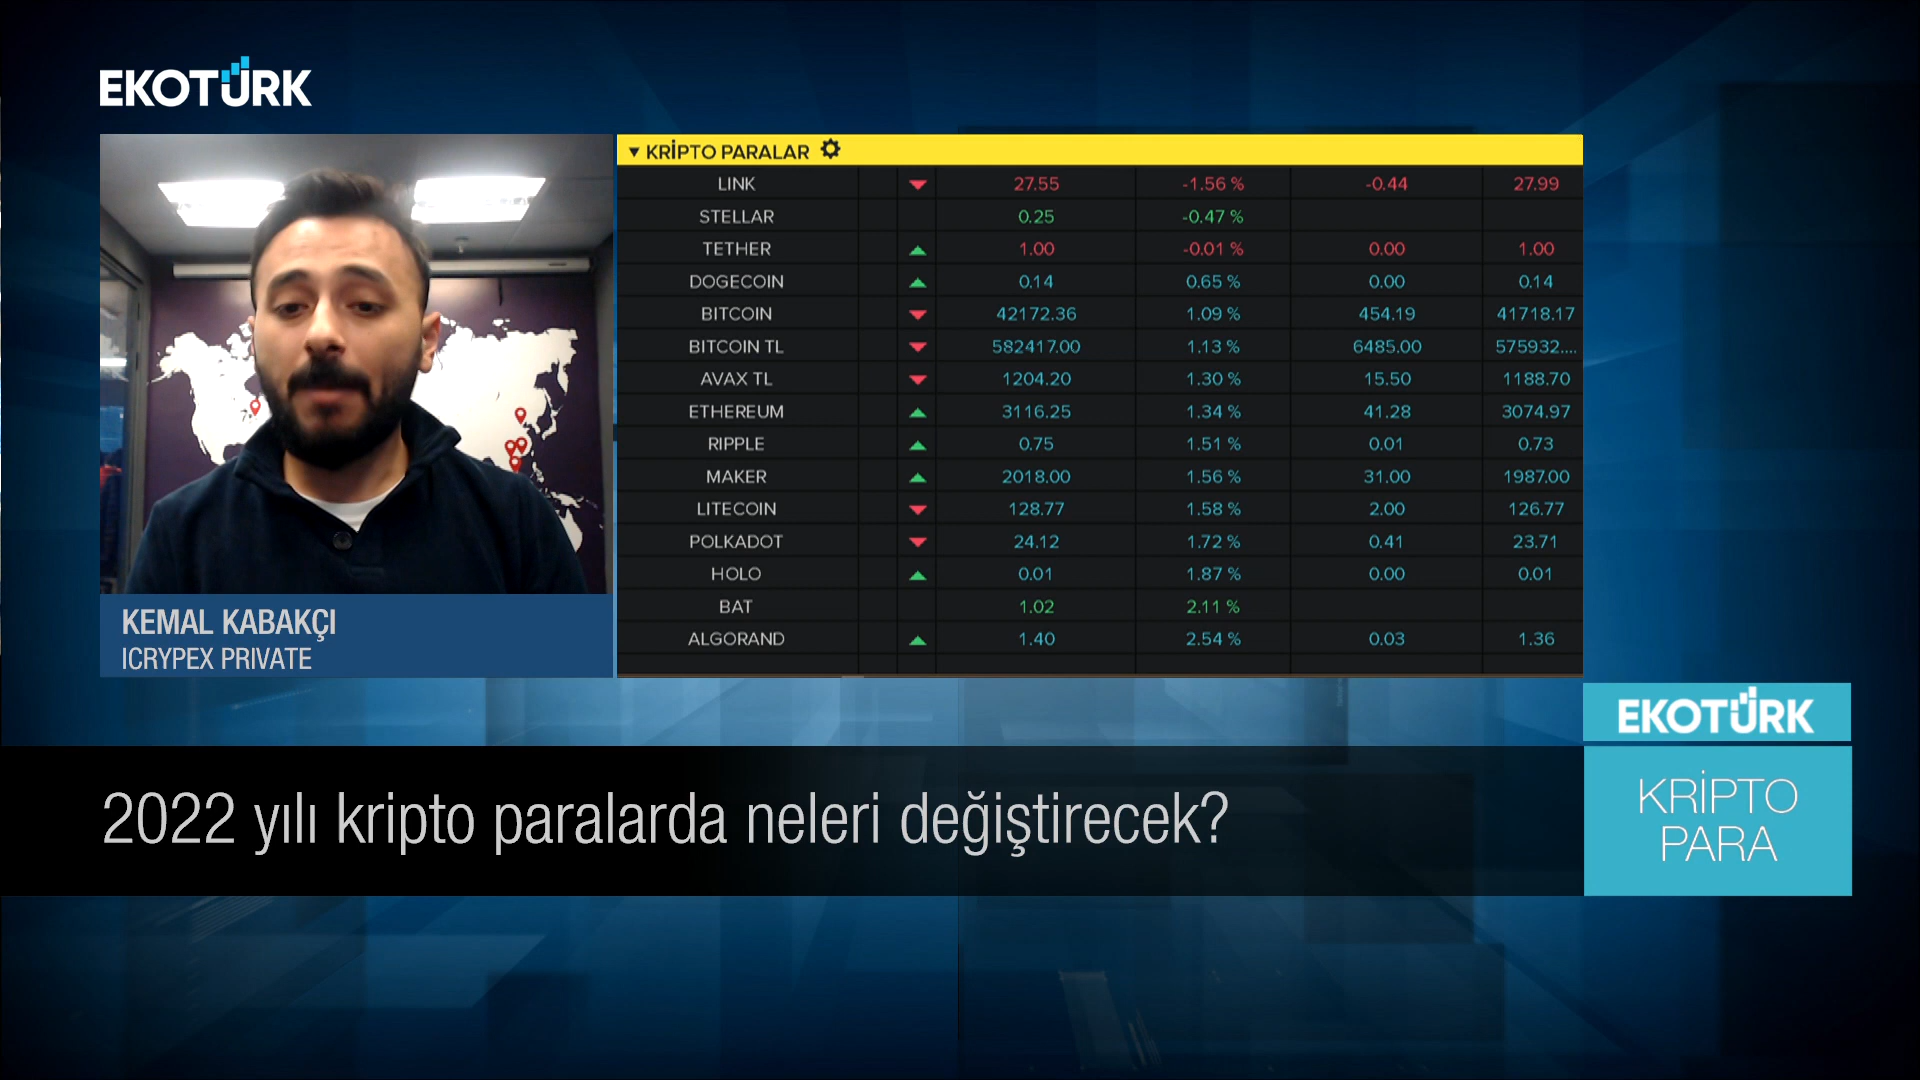 EKOTÜRK
▼ KRİPTO PARALAR
LINK 27.55 -1.56 % -0.44 27.99
STELLAR 0.25 -0.47 %
TETHER 1.00 -0.01 % 0.00 1.00
DOGECOIN 0.14 0.65 % 0.00 0.14
BITCOIN 42172.36 1.09 % 454.19 41718.17
BITCOIN TL 582417.00 1.13 % 6485.00 575932....
AVAX TL 1204.20 1.30 % 15.50 1188.70
ETHEREUM 3116.25 1.34 % 41.28 3074.97
RIPPLE 0.75 1.51 % 0.01 0.73
MAKER 2018.00 1.56 % 31.00 1987.00
LITECOIN 128.77 1.58 % 2.00 126.77
POLKADOT 24.12 1.72 % 0.41 23.71
HOLO 0.01 1.87 % 0.00 0.01
BAT 1.02 2.11 %
ALGORAND 1.40 2.54 % 0.03 1.36
KEMAL KABAKÇI
ICRYPEX PRIVATE
EKOTÜRK
2022 yılı kripto paralarda neleri değiştirecek?
KRİPTO
PARA